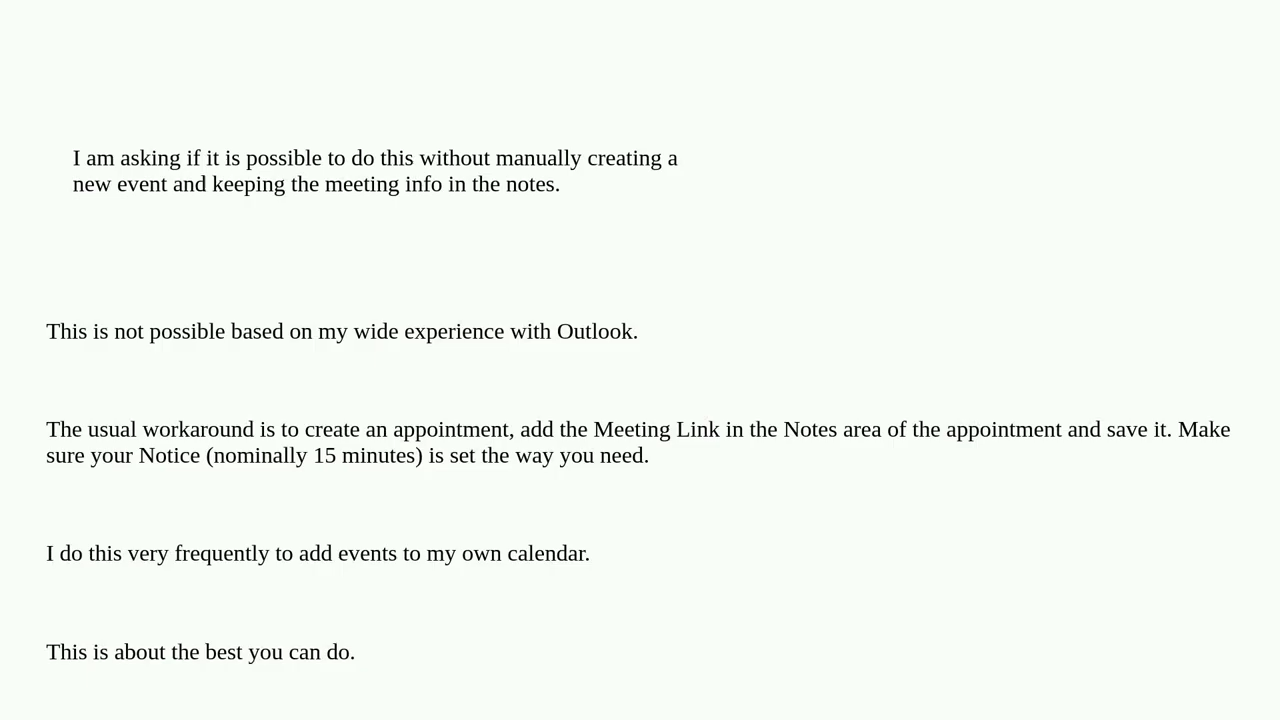 I am asking if it is possible to do this without manually creating a
new event and keeping the meeting info in the notes.
This is not possible based on my wide experience with Outlook.
The usual workaround is to create an appointment, add the Meeting Link in the Notes area of the appointment and save it. Make
sure your Notice (nominally 15 minutes) is set the way you need.
I do this very frequently to add events to my own calendar.
This is about the best you can do.